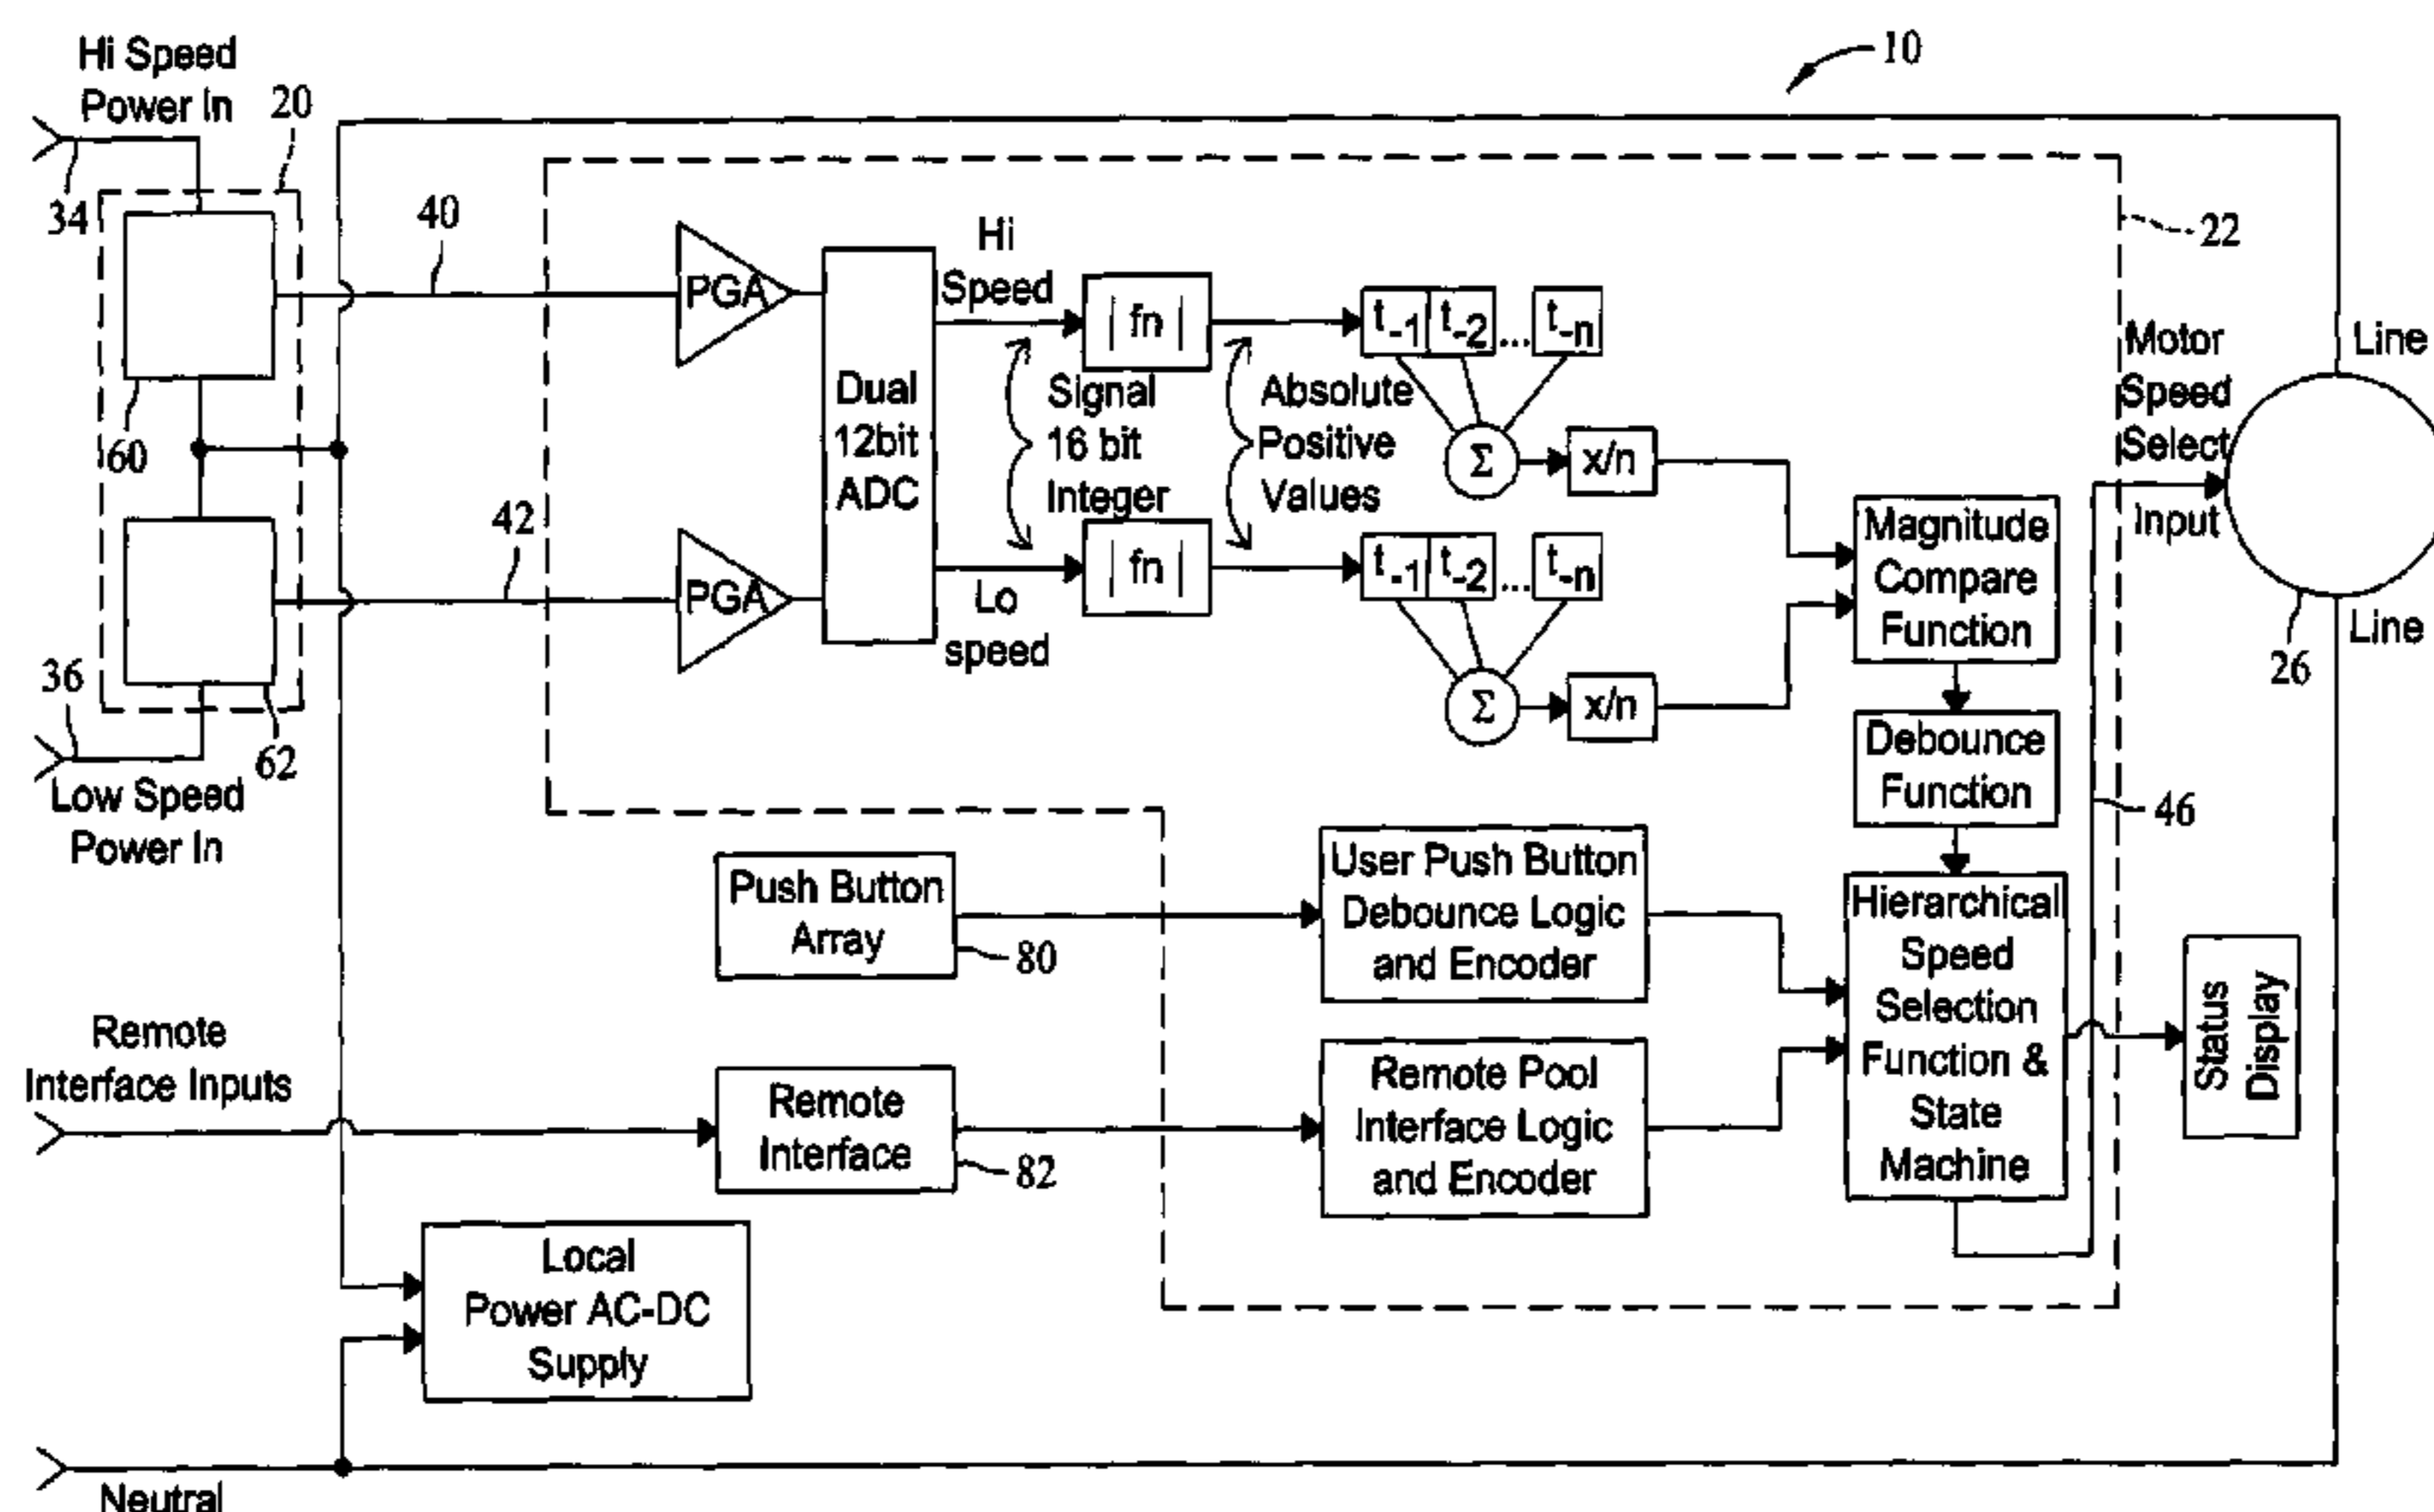 10
Hi Speed
Power In
20
34
40
22
60
PGA
Hi
Speed
| fn |
t-1 t-2 ... t-n
Motor
Speed
Select
Input
Line
Dual
12bit
ADC
Signal
16 bit
Integer
Absolute
Positive
Values
Σ
x/n
Magnitude
Compare
Function
42
PGA
Lo
speed
| fn |
t-1 t-2 ... t-n
Σ
x/n
26
Line
36
62
Low Speed
Power In
Debounce
Function
46
Push Button
Array
80
User Push Button
Debounce Logic
and Encoder
Hierarchical
Speed
Selection
Function &
State
Machine
Status
Display
Remote
Interface Inputs
Remote
Interface
82
Remote Pool
Interface Logic
and Encoder
Local
Power AC-DC
Supply
Neutral